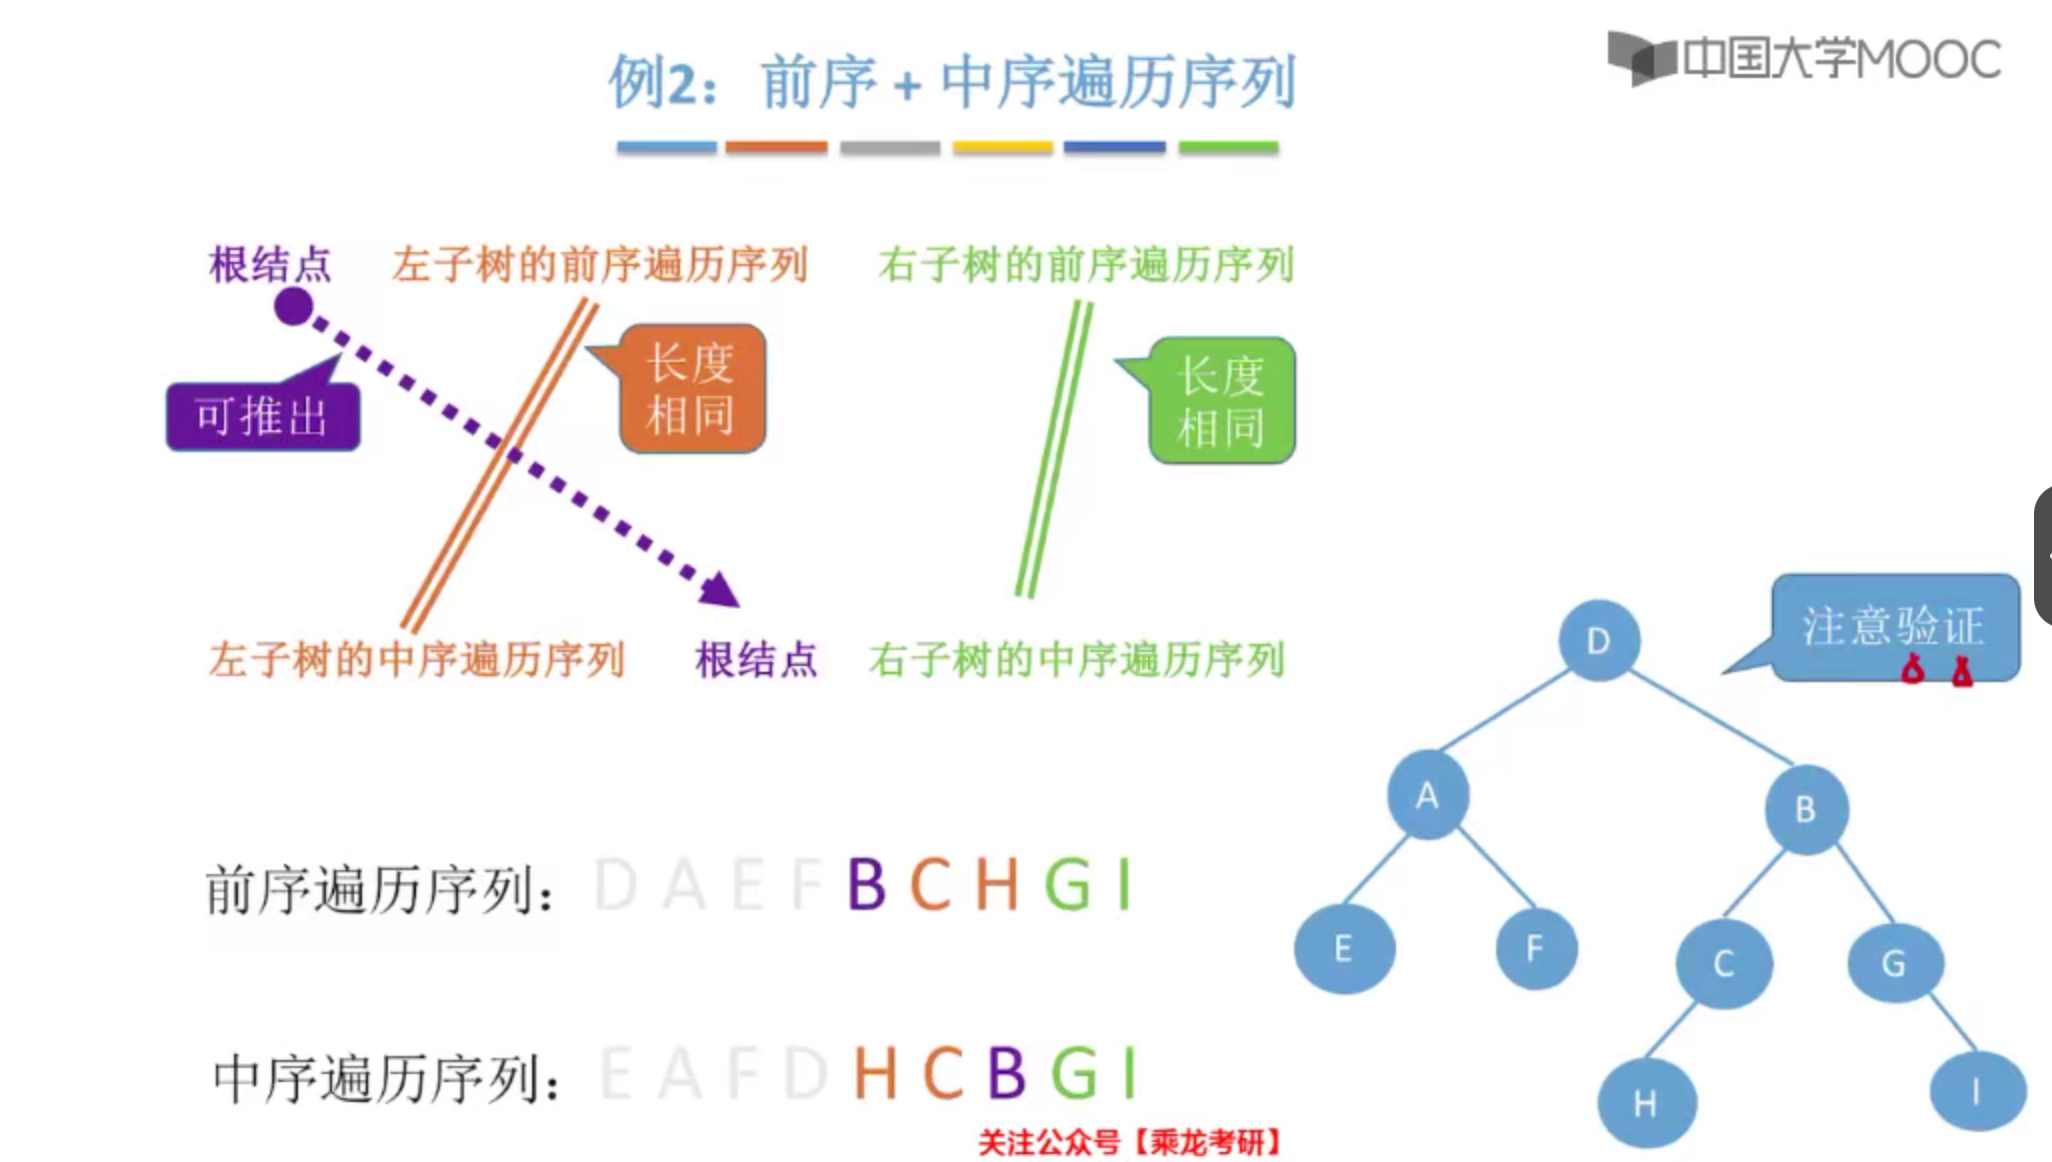 中国大学MOOC
例2：前序 + 中序遍历序列
根结点 左子树的前序遍历序列 右子树的前序遍历序列
可推出
长度
相同
长度
相同
左子树的中序遍历序列 根结点 右子树的中序遍历序列
注意验证
D
A
B
E
F
C
G
H
I
前序遍历序列： D A E F B C H G I
中序遍历序列： E A F D H C B G I
关注公众号【乘龙考研】